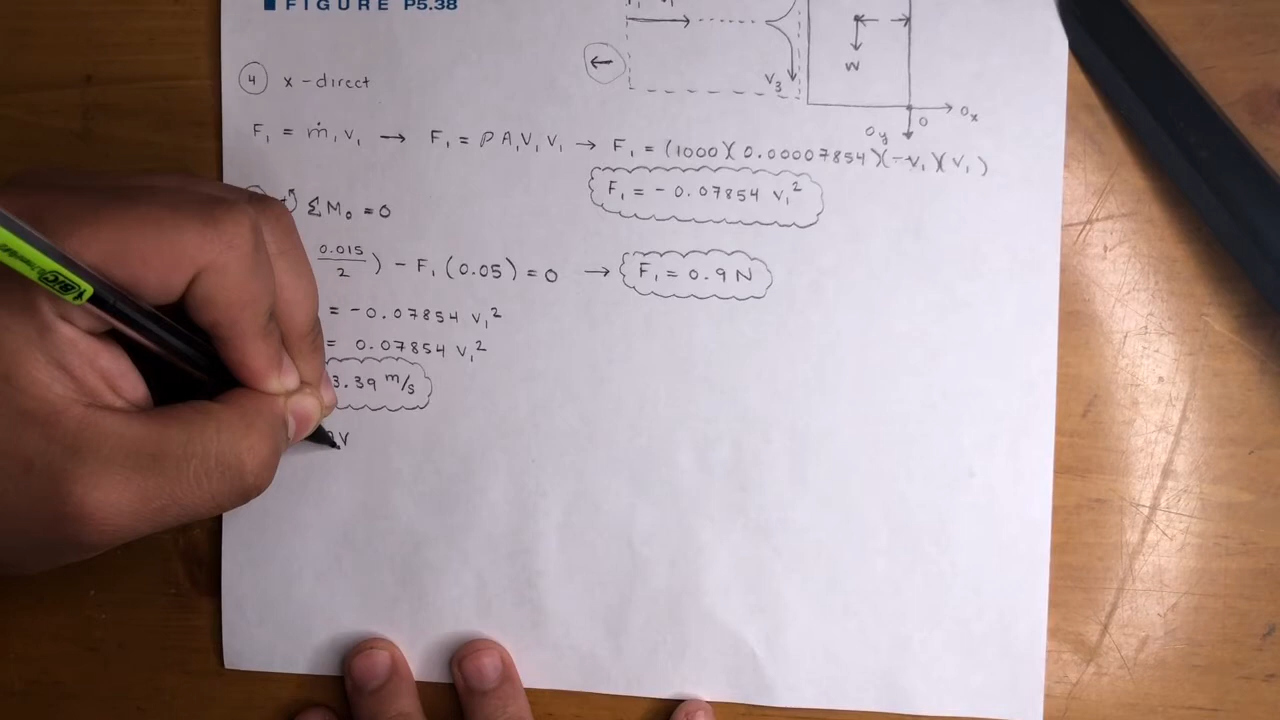 FIGURE P5.38
V₃
W
Oₓ
O
Oᵧ
④ x-direct
F₁ = ṁ₁V₁ → F₁ = ρA₁V₁V₁ → F₁ = (1000)(0.00007854)(-V₁)(V₁)
F₁ = -0.07854 V₁²
ΣM₀ = 0
0.015/2) - F₁(0.05) = 0 → F₁ = 0.9 N
= -0.07854 V₁²
= 0.07854 V₁²
3.39 m/s
V